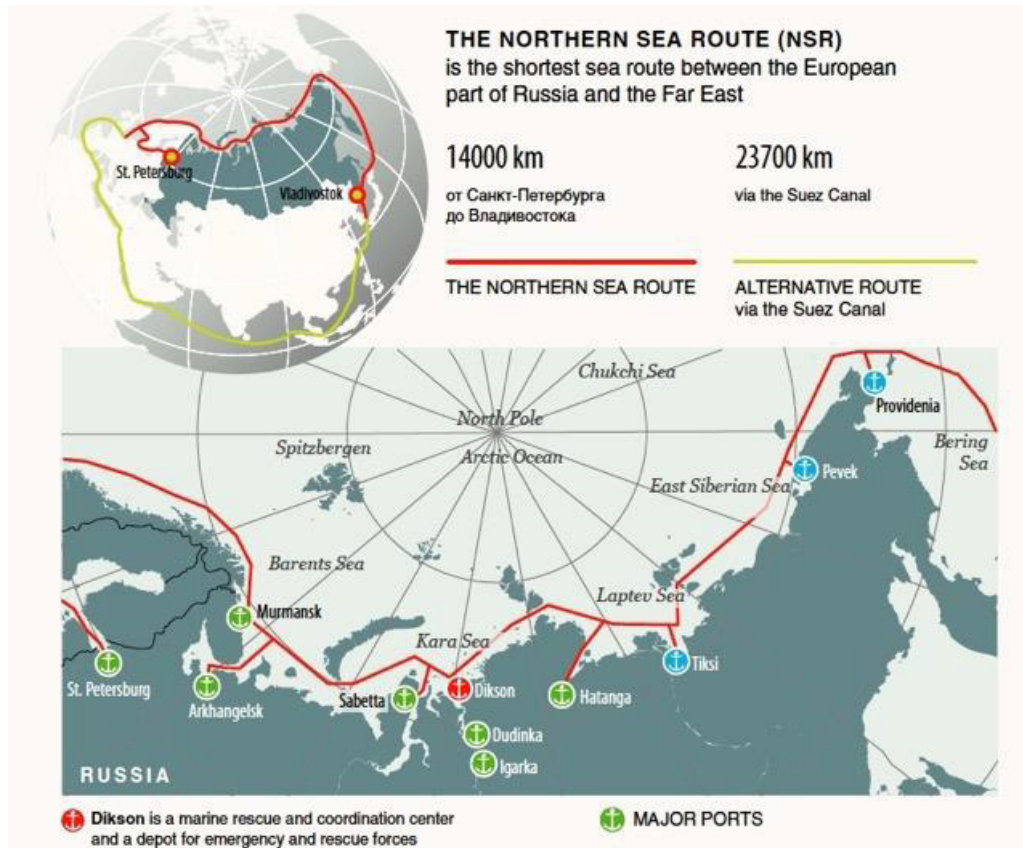 THE NORTHERN SEA ROUTE (NSR)
is the shortest sea route between the European
part of Russia and the Far East
14000 km
от Санкт-Петербурга
до Владивостока
THE NORTHERN SEA ROUTE
23700 km
via the Suez Canal
ALTERNATIVE ROUTE
via the Suez Canal
St. Petersburg
Vladivostok
Chukchi Sea
Providenia
North Pole
Spitzbergen
Arctic Ocean
Bering
Sea
Pevek
East Siberian Sea
Barents Sea
Laptev Sea
Murmansk
Kara Sea
St. Petersburg
Arkhangelsk
Sabetta
Dikson
Hatanga
Tiksi
Dudinka
Igarka
RUSSIA
Dikson is a marine rescue and coordination center
and a depot for emergency and rescue forces
MAJOR PORTS